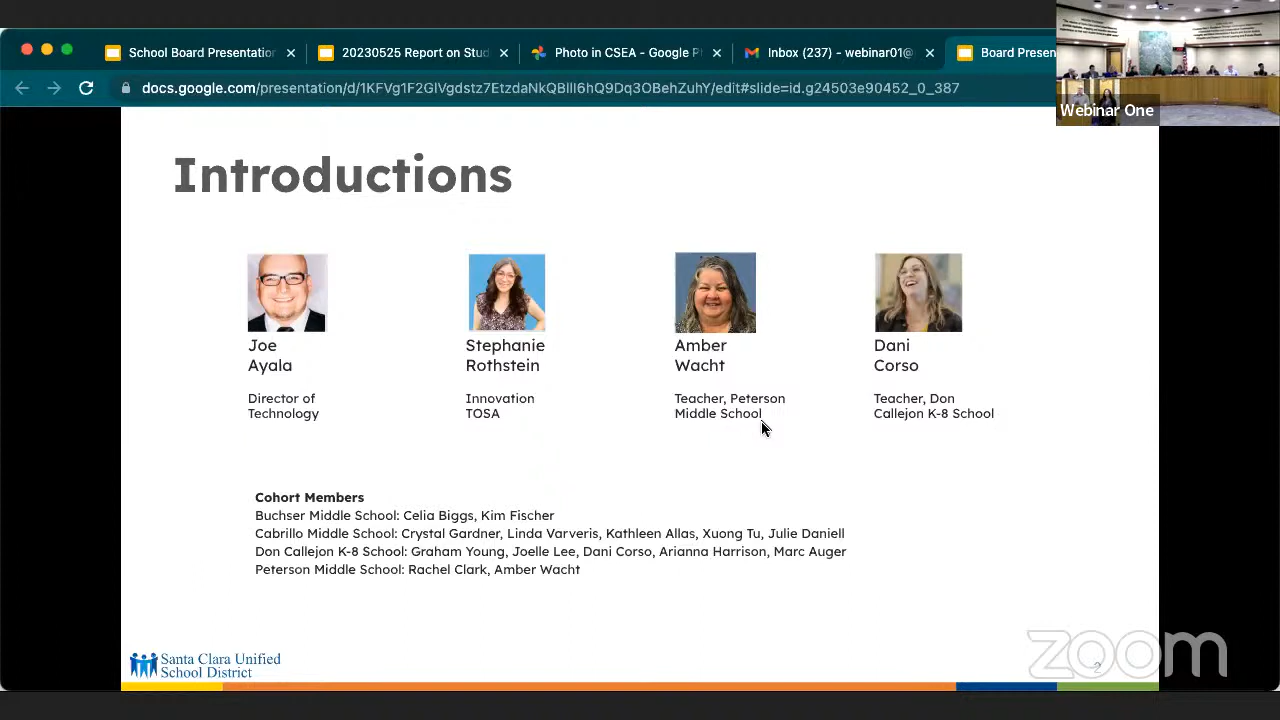 School Board Presentation
20230525 Report on Stud
Photo in CSEA - Google P
Inbox (237) - webinar01@
Board Presen
docs.google.com/presentation/d/1KFVg1F2GlVgdstz7EtzdaNkQBlll6hQ9Dq3OBehZuhY/edit#slide=id.g24503e90452_0_387
Webinar One
Introductions
Joe
Ayala
Director of
Technology
Stephanie
Rothstein
Innovation
TOSA
Amber
Wacht
Teacher, Peterson
Middle School
Dani
Corso
Teacher, Don
Callejon K-8 School
Cohort Members
Buchser Middle School: Celia Biggs, Kim Fischer
Cabrillo Middle School: Crystal Gardner, Linda Varveris, Kathleen Allas, Xuong Tu, Julie Daniell
Don Callejon K-8 School: Graham Young, Joelle Lee, Dani Corso, Arianna Harrison, Marc Auger
Peterson Middle School: Rachel Clark, Amber Wacht
Santa Clara Unified
School District
2
zoom